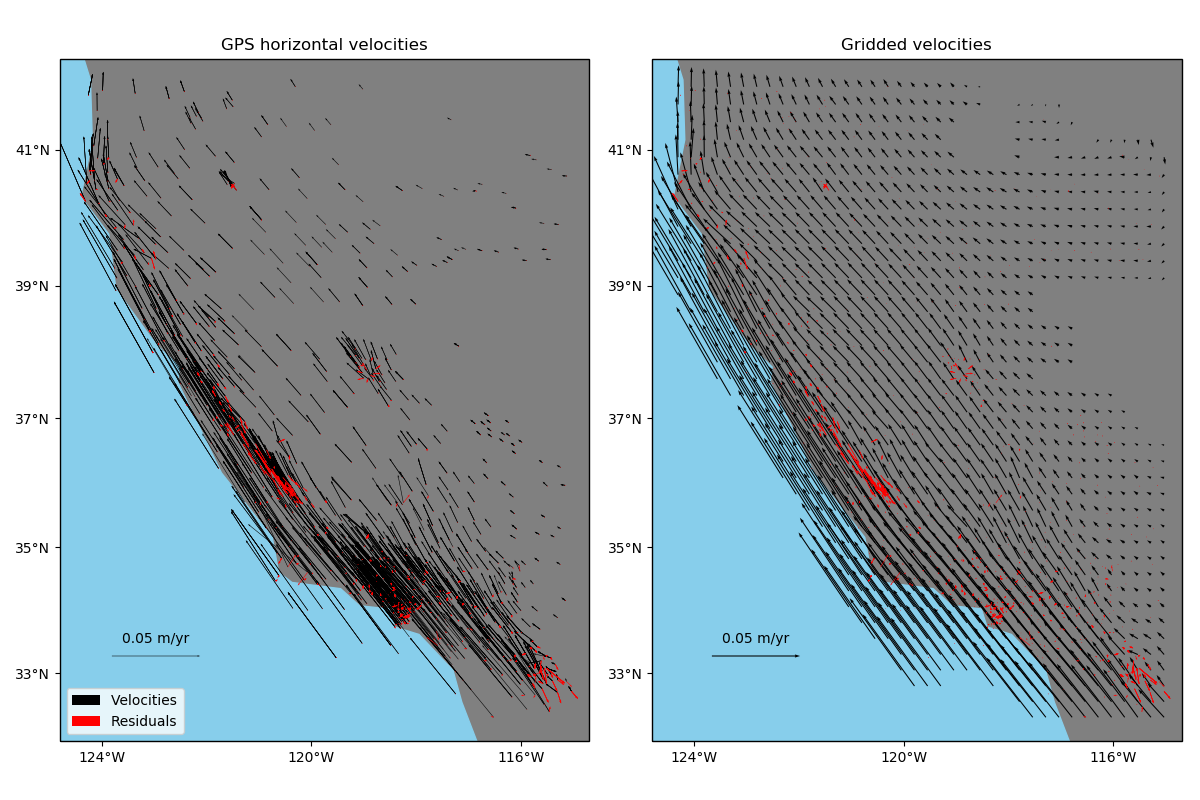 GPS horizontal velocities
41°N
39°N
37°N
35°N
33°N
0.05 m/yr
Velocities
Residuals
124°W 120°W 116°W
Gridded velocities
41°N
39°N
37°N
35°N
33°N
0.05 m/yr
124°W 120°W 116°W